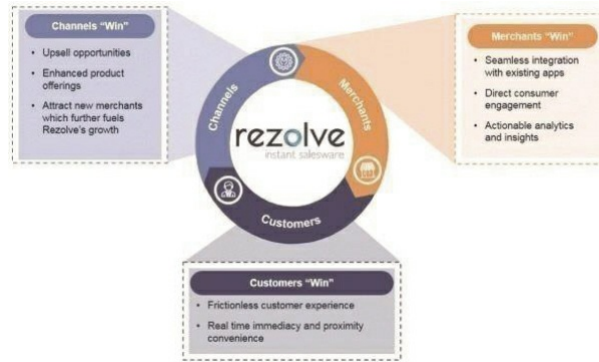 Channels "Win"
• Upsell opportunities
• Enhanced product
offerings
• Attract new merchants
which further fuels
Rezolve's growth
Channels
Merchants
rezolve
instant salesware
Customers
Merchants "Win"
• Seamless integration
with existing apps
• Direct consumer
engagement
• Actionable analytics
and insights
Customers "Win"
• Frictionless customer experience
• Real time immediacy and proximity
convenience